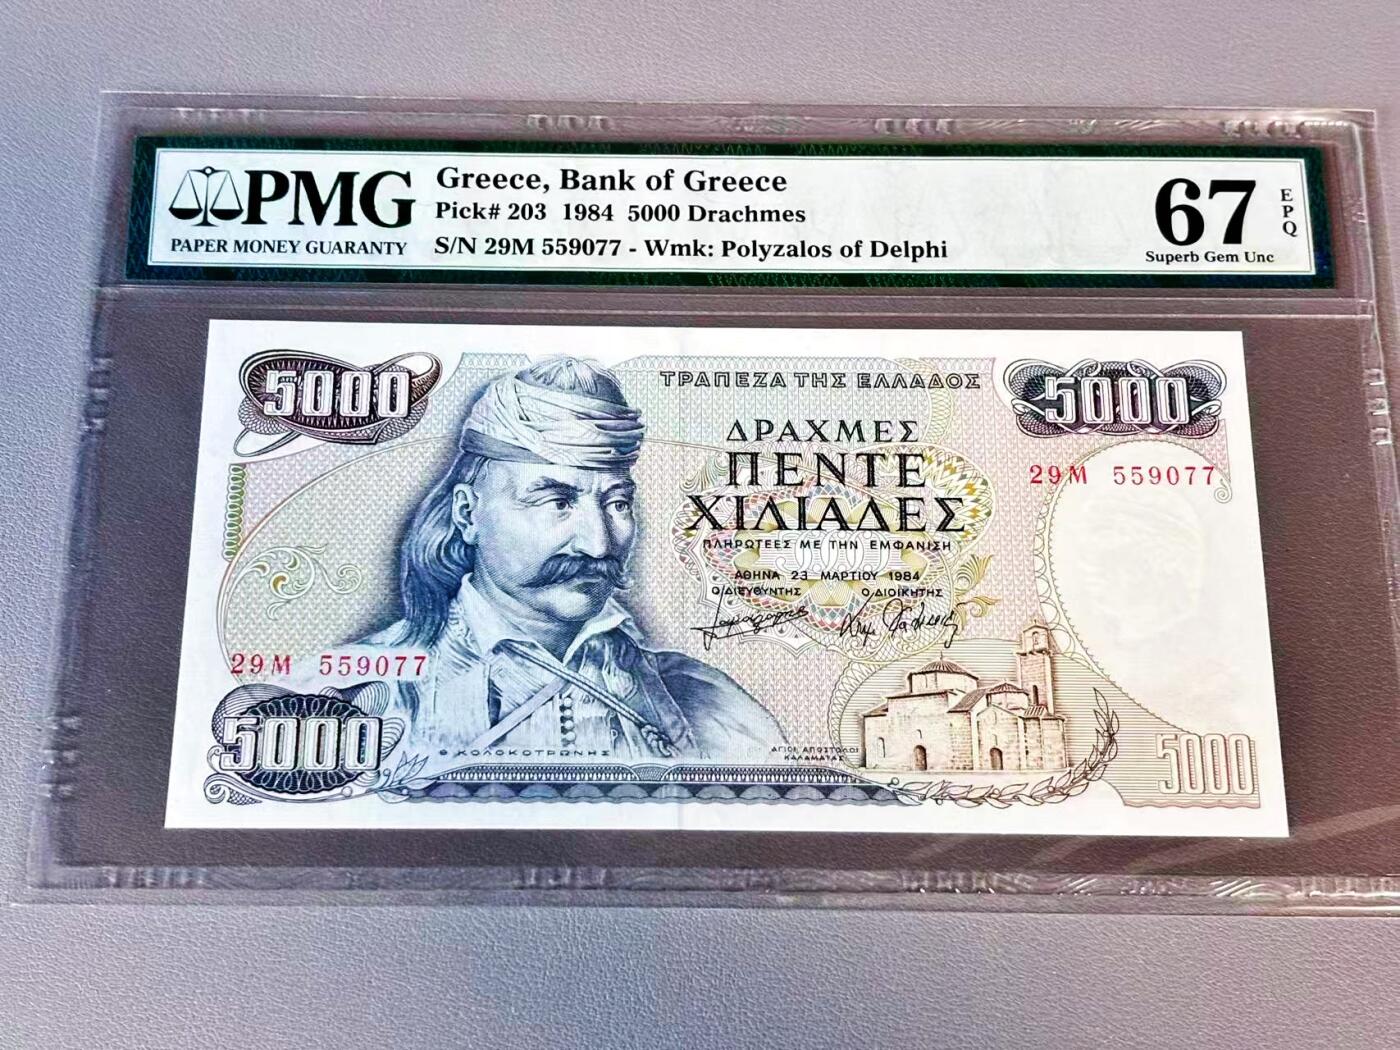 PMG
PAPER MONEY GUARANTY
Greece, Bank of Greece
Pick# 203 1984 5000 Drachmes
S/N 29M 559077 - Wmk: Polyzalos of Delphi
67
EPQ
Superb Gem Unc
5000
ΤΡΑΠΕΖΑ ΤΗΣ ΕΛΛΑΔΟΣ
5000
ΔΡΑΧΜΕΣ
ΠΕΝΤΕ
ΧΙΛΙΑΔΕΣ
29M 559077
ΠΛΗΡΩΤΕΕΣ ΜΕ ΤΗΝ ΕΜΦΑΝΙΣΗ
ΑΘΗΝΑ 23 ΜΑΡΤΙΟΥ 1984
Ο ΔΙΕΥΘΥΝΤΗΣ Ο ΔΙΟΙΚΗΤΗΣ
29M 559077
5000
Θ ΚΟΛΟΚΟΤΡΩΝΗΣ
ΑΓΙΟΙ ΑΠΟΣΤΟΛΟΙ
ΚΑΛΑΜΑΤΑΣ
5000